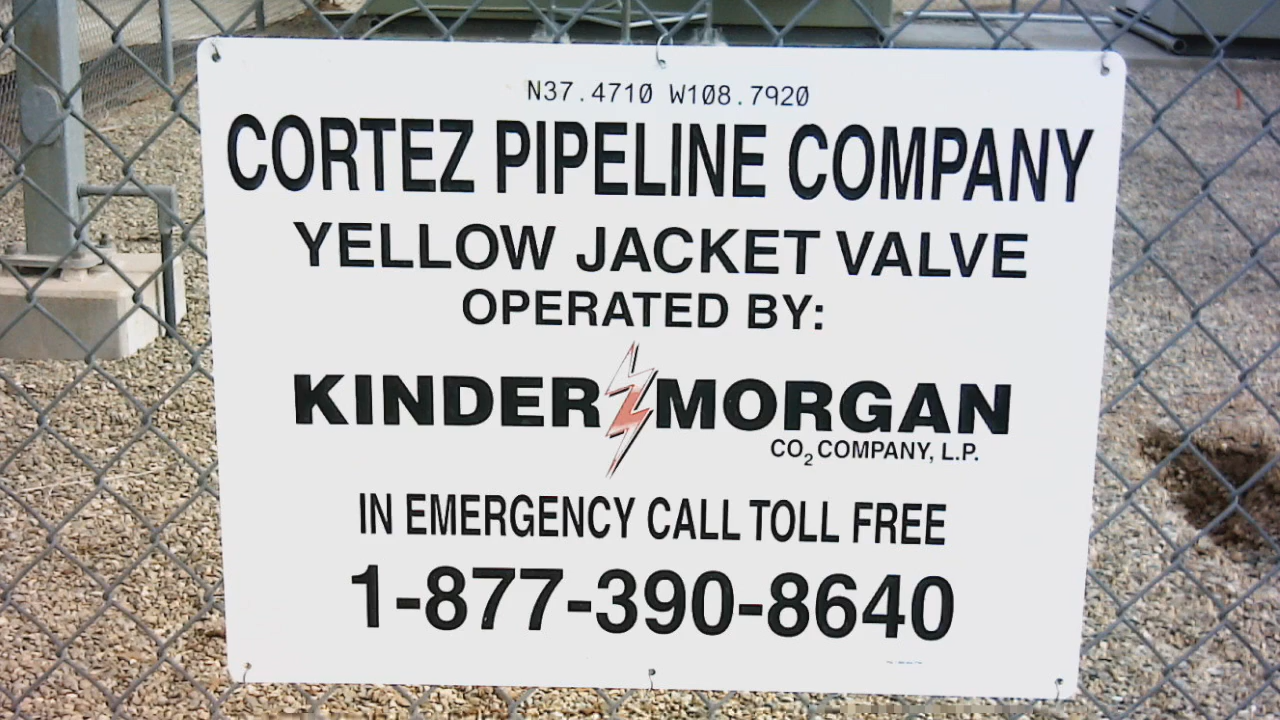 N37.4710 W108.7920
CORTEZ PIPELINE COMPANY
YELLOW JACKET VALVE
OPERATED BY:
KINDER MORGAN
CO₂ COMPANY, L.P.
IN EMERGENCY CALL TOLL FREE
1-877-390-8640